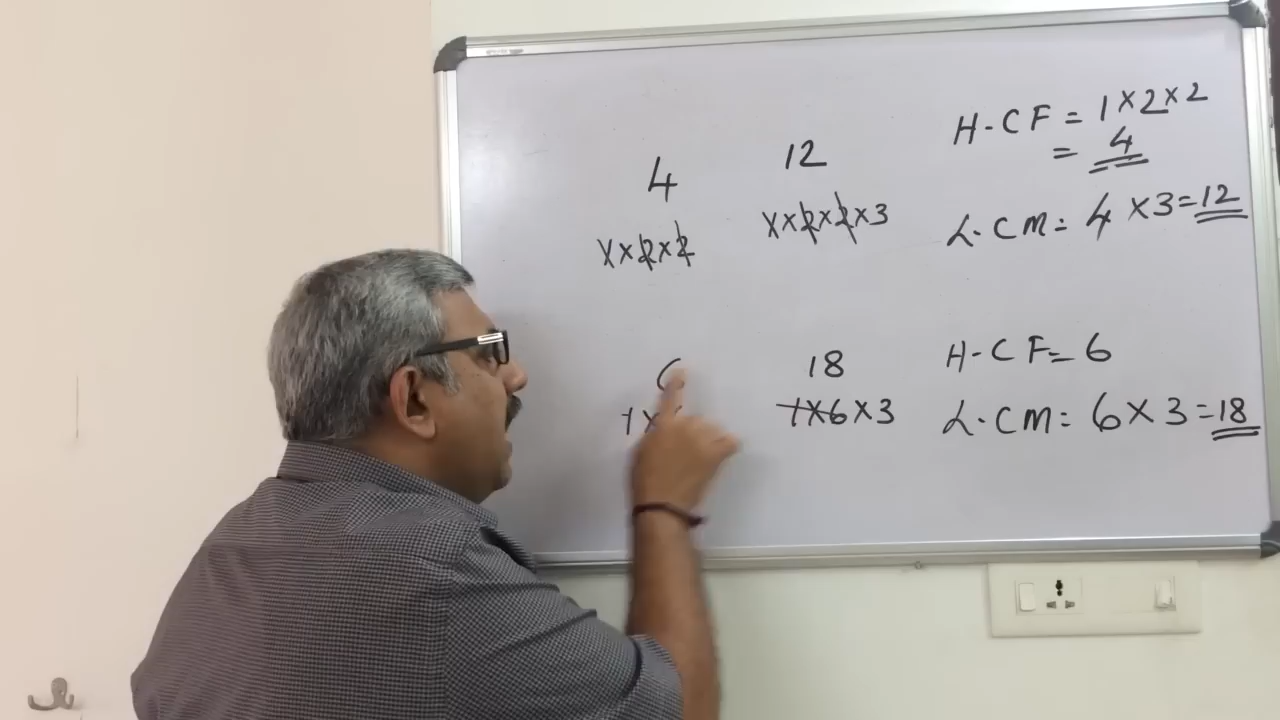 4 12 H-CF = 1×2×2
= 4
1×2×2 1×2×2×3 L.CM = 4×3=12
18 H-CF= 6
1× 1×6×3 L.CM = 6×3=18